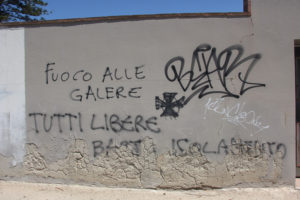 FUOCO ALLE
GALERE
TUTTI LIBERE
BASTA ISOLAMENTO